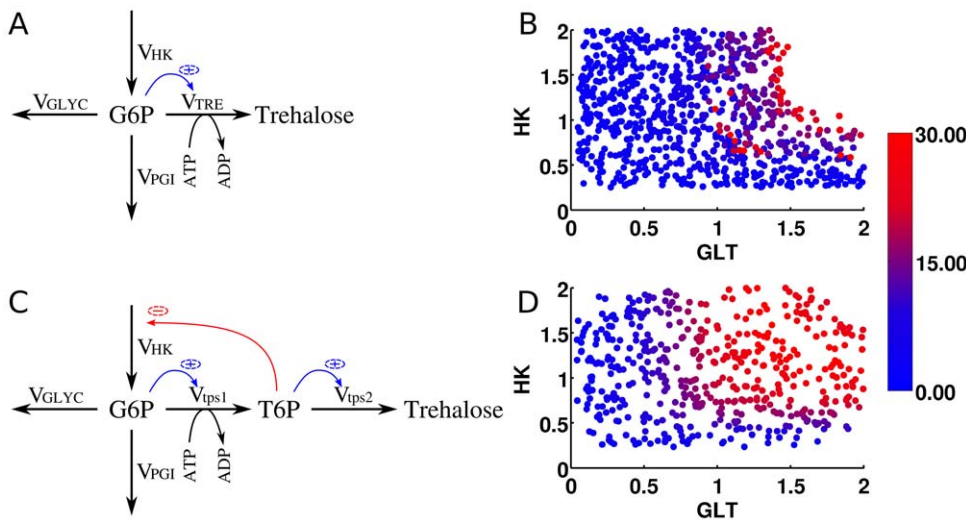 A
VHK
+
VGLYC
G6P
VTRE
Trehalose
VPGI
ATP
ADP
B
HK
2
1.5
1
0.5
0
0
0.5
1
1.5
2
GLT
30.00
15.00
0.00
C
−
VHK
+
+
VGLYC
G6P
Vtps1
T6P
Vtps2
Trehalose
VPGI
ATP
ADP
D
HK
2
1.5
1
0.5
0
0
0.5
1
1.5
2
GLT